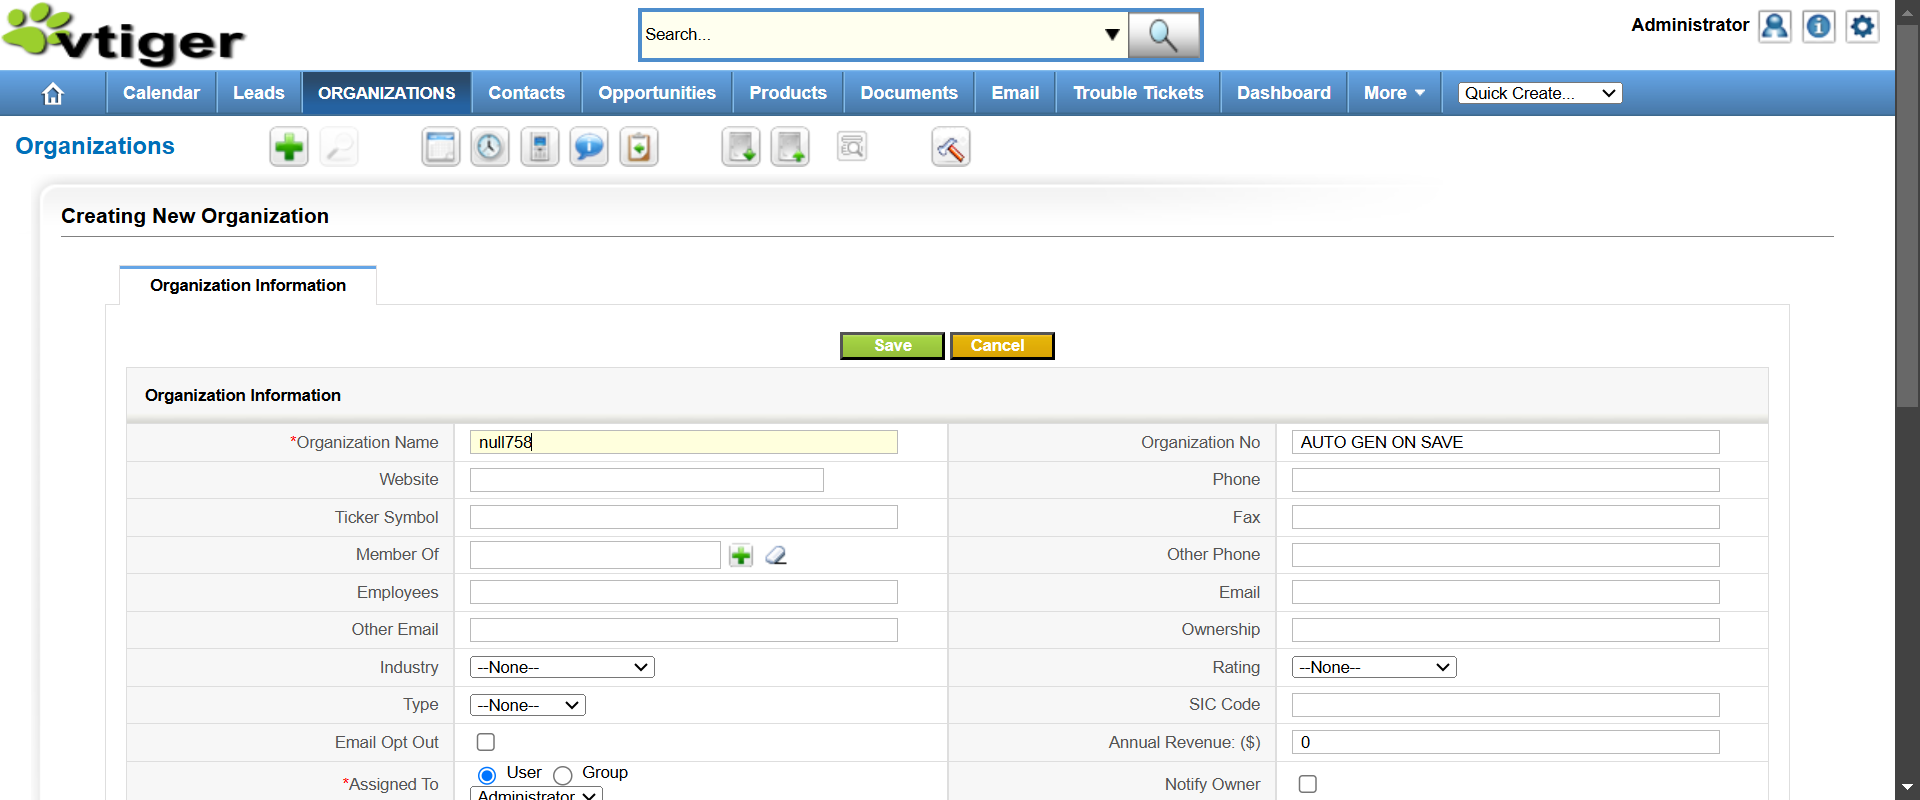 vtiger
Search...
Administrator
Calendar Leads ORGANIZATIONS Contacts Opportunities Products Documents Email Trouble Tickets Dashboard More Quick Create...
Organizations
Creating New Organization
Organization Information
Save Cancel
Organization Information
*Organization Name null758 Organization No AUTO GEN ON SAVE
Website Phone
Ticker Symbol Fax
Member Of Other Phone
Employees Email
Other Email Ownership
Industry --None-- Rating --None--
Type --None-- SIC Code
Email Opt Out Annual Revenue: ($) 0
*Assigned To User Group Notify Owner
Administrator